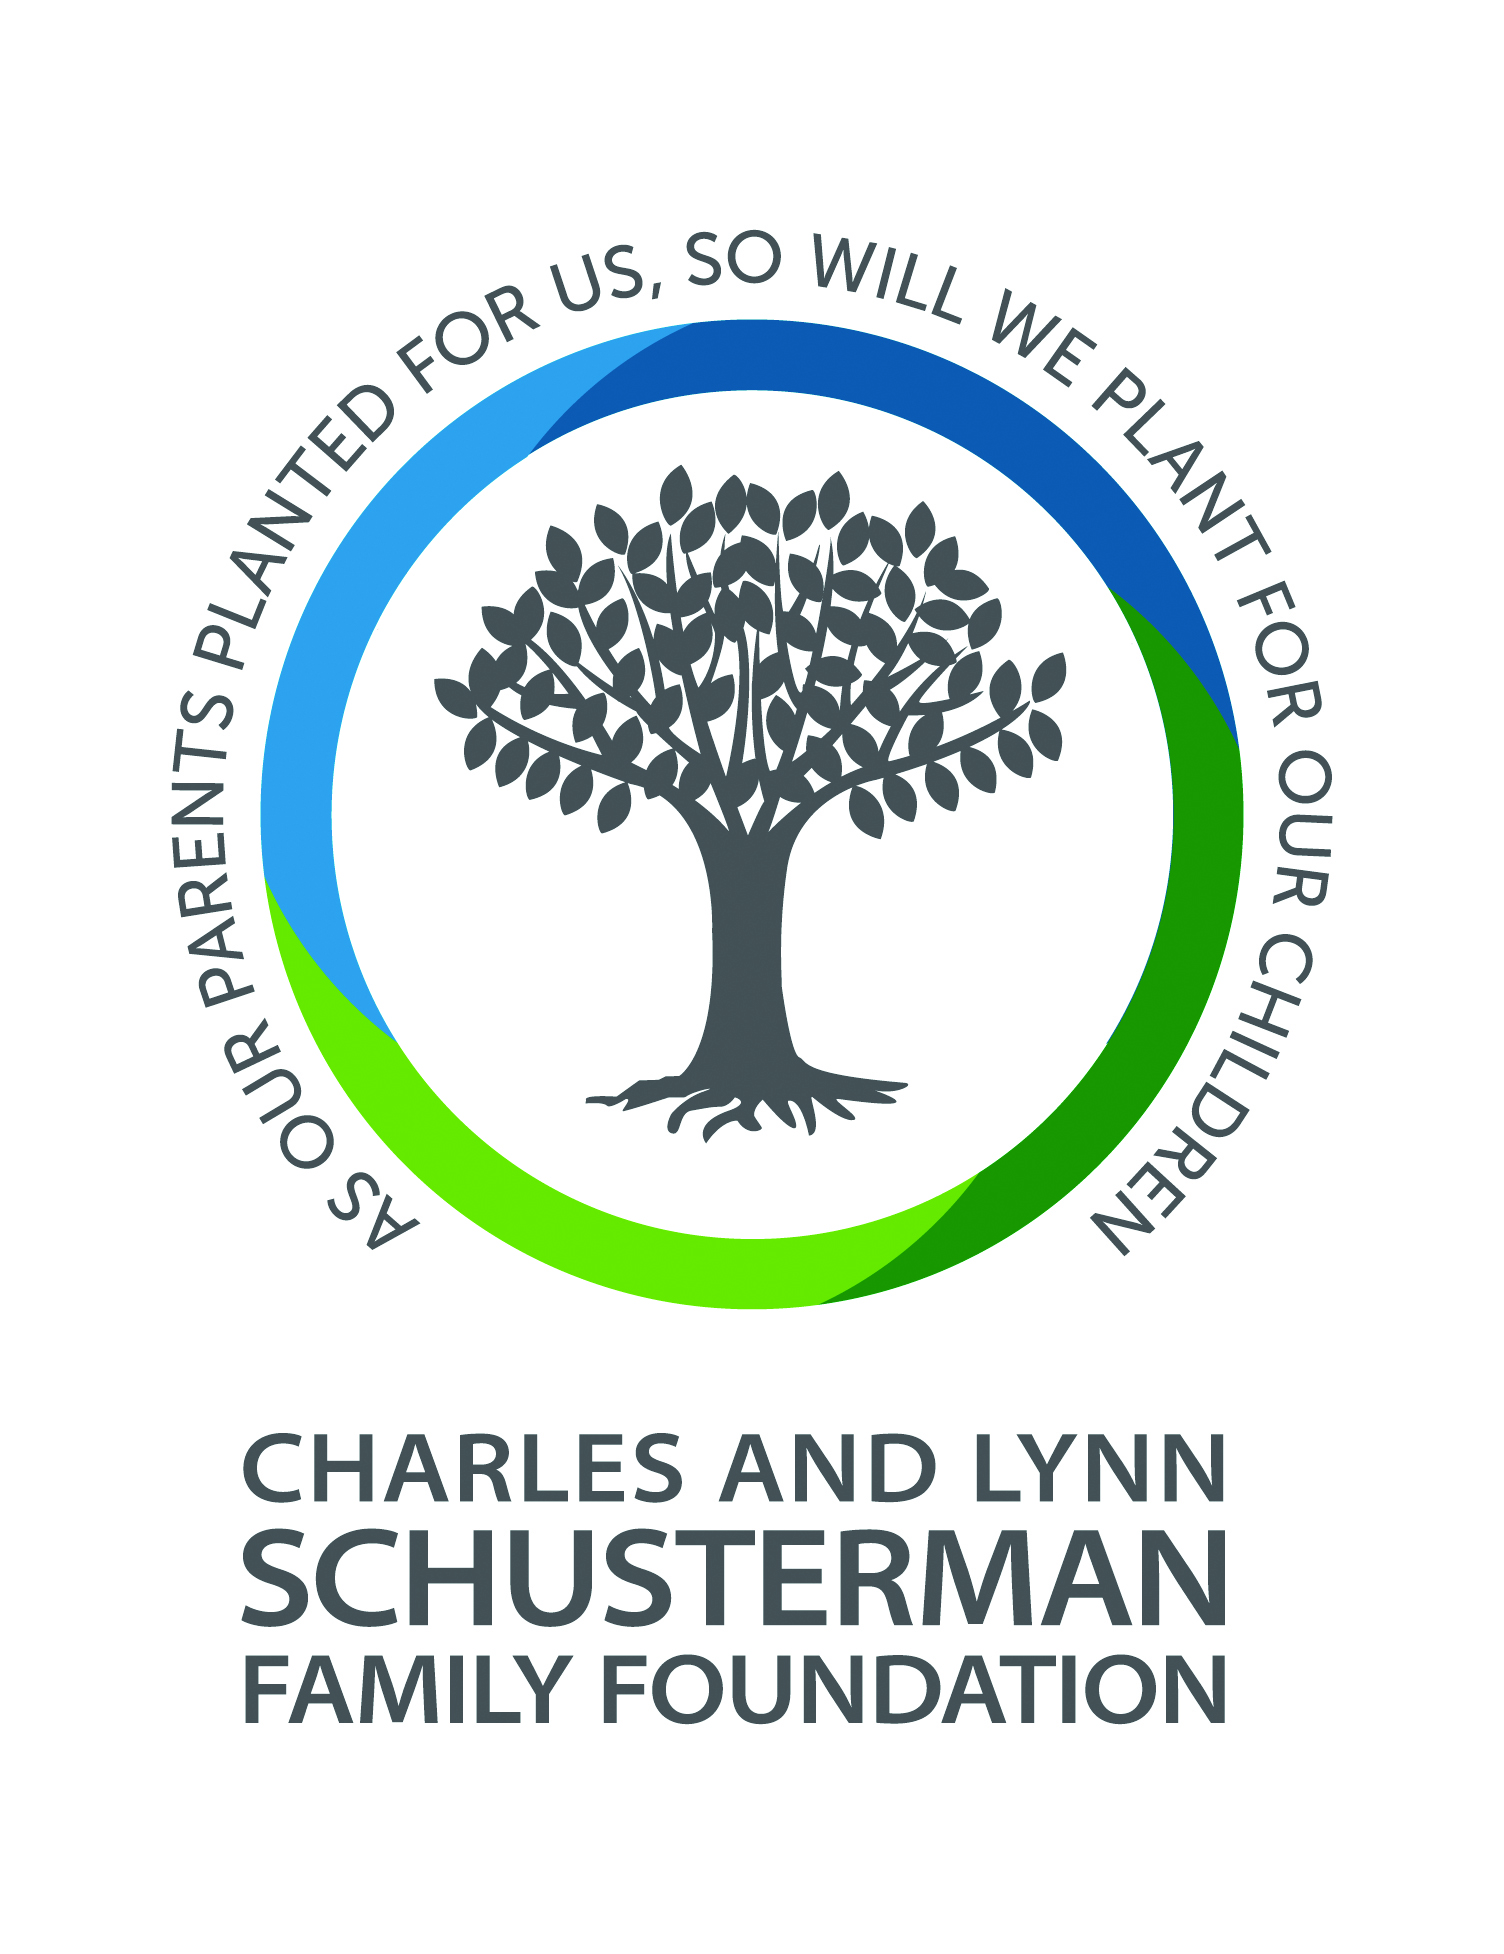 AS OUR PARENTS PLANTED FOR US, SO WILL WE PLANT FOR OUR CHILDREN
CHARLES AND LYNN
SCHUSTERMAN
FAMILY FOUNDATION